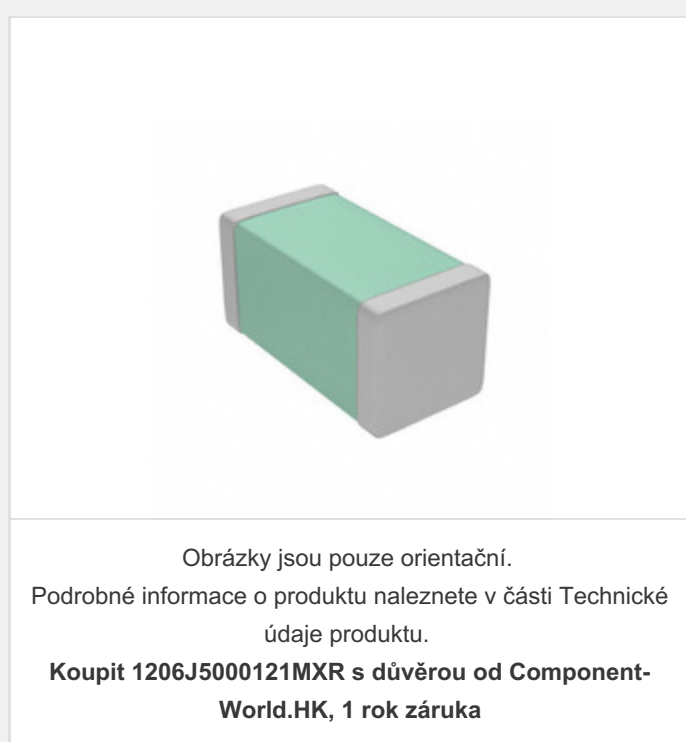 Obrázky jsou pouze orientační.
Podrobné informace o produktu naleznete v části Technické
údaje produktu.
Koupit 1206J5000121MXR s důvěrou od Component-
World.HK, 1 rok záruka